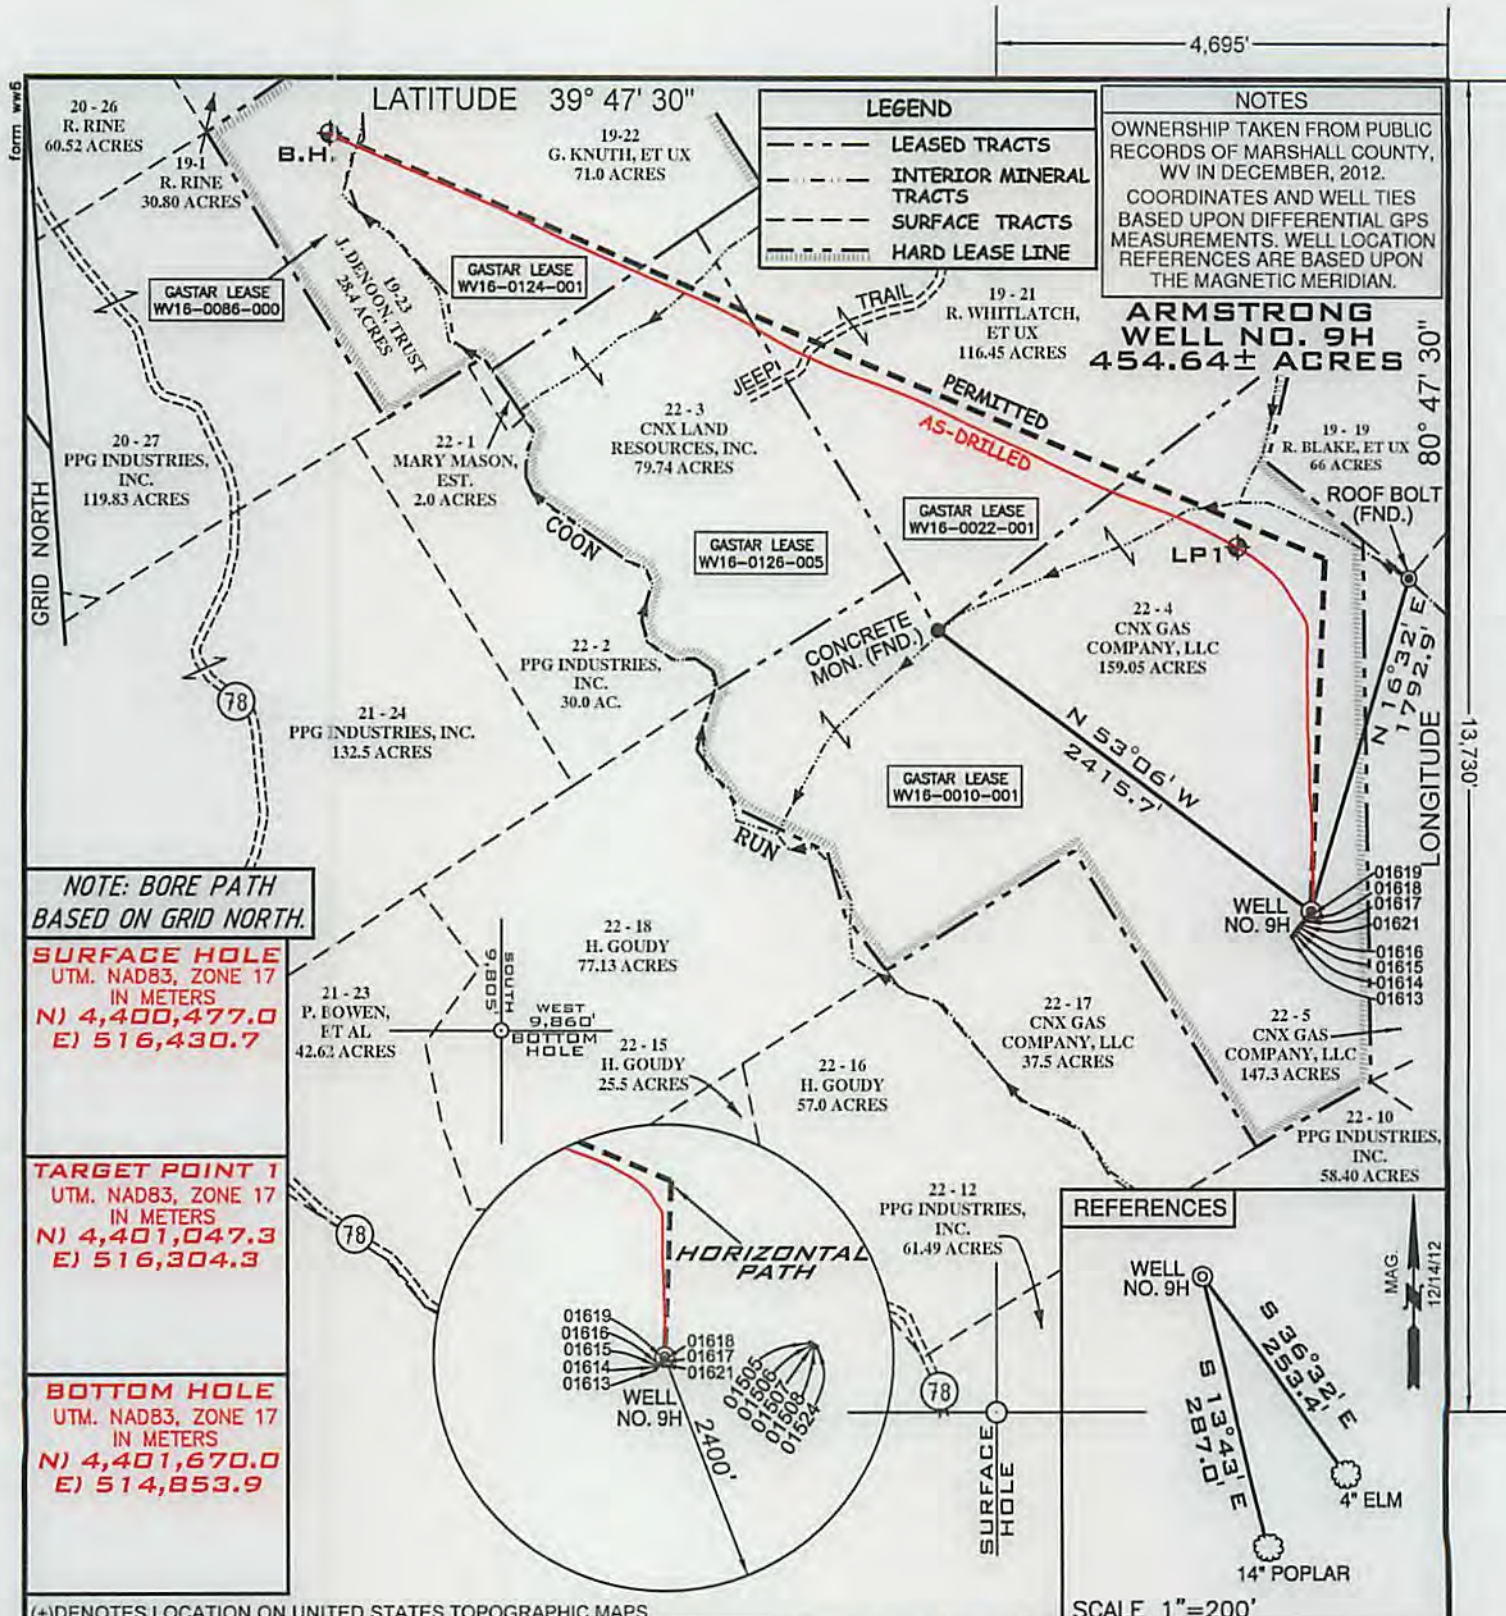 4,695'
form ww6
LATITUDE 39° 47' 30"
20 - 26
R. RINE
60.52 ACRES
19-1
R. RINE
30.80 ACRES
B.H.
19-22
G. KNUTH, ET UX
71.0 ACRES
LEGEND
LEASED TRACTS
INTERIOR MINERAL
TRACTS
SURFACE TRACTS
HARD LEASE LINE
NOTES
OWNERSHIP TAKEN FROM PUBLIC
RECORDS OF MARSHALL COUNTY,
WV IN DECEMBER, 2012.
COORDINATES AND WELL TIES
BASED UPON DIFFERENTIAL GPS
MEASUREMENTS. WELL LOCATION
REFERENCES ARE BASED UPON
THE MAGNETIC MERIDIAN.
ARMSTRONG
WELL NO. 9H
454.64± ACRES
GASTAR LEASE
WV16-0086-000
19-23
J. DENOON, TRUST
28.4 ACRES
GASTAR LEASE
WV16-0124-001
JEEP TRAIL
19 - 21
R. WHITLATCH,
ET UX
116.45 ACRES
PERMITTED
AS-DRILLED
LONGITUDE 80° 47' 30"
13,730'
GRID NORTH
20 - 27
PPG INDUSTRIES,
INC.
119.83 ACRES
22 - 1
MARY MASON,
EST.
2.0 ACRES
22 - 3
CNX LAND
RESOURCES, INC.
79.74 ACRES
19 - 19
R. BLAKE, ET UX
66 ACRES
ROOF BOLT
(FND.)
GASTAR LEASE
WV16-0022-001
GASTAR LEASE
WV16-0126-005
LP1
COON
RUN
CONCRETE
MON. (FND.)
22 - 4
CNX GAS
COMPANY, LLC
159.05 ACRES
N 16°32' E
1792.9'
22 - 2
PPG INDUSTRIES,
INC.
30.0 AC.
78
21 - 24
PPG INDUSTRIES, INC.
132.5 ACRES
N 53°06' W
2415.7'
GASTAR LEASE
WV16-0010-001
WELL
NO. 9H
01619
01618
01617
01621
01616
01615
01614
01613
NOTE: BORE PATH
BASED ON GRID NORTH.
SURFACE HOLE
UTM. NAD83, ZONE 17
IN METERS
N) 4,400,477.0
E) 516,430.7
TARGET POINT 1
UTM. NAD83, ZONE 17
IN METERS
N) 4,401,047.3
E) 516,304.3
BOTTOM HOLE
UTM. NAD83, ZONE 17
IN METERS
N) 4,401,670.0
E) 514,853.9
22 - 18
H. GOUDY
77.13 ACRES
21 - 23
P. BOWEN,
ET AL
42.62 ACRES
SOUTH
9,805
WEST
9,860'
BOTTOM
HOLE
22 - 15
H. GOUDY
25.5 ACRES
22 - 16
H. GOUDY
57.0 ACRES
22 - 17
CNX GAS
COMPANY, LLC
37.5 ACRES
22 - 5
CNX GAS
COMPANY, LLC
147.3 ACRES
22 - 10
PPG INDUSTRIES,
INC.
58.40 ACRES
22 - 12
PPG INDUSTRIES,
INC.
61.49 ACRES
78
HORIZONTAL
PATH
01619
01616
01615
01614
01613
01618
01617
01621
WELL
NO. 9H
01505
01506
01507
01508
01524
2400'
78
SURFACE
HOLE
REFERENCES
WELL
NO. 9H
MAG.
12/14/12
S 36°32' E
253.4'
S 13°43' E
287.0'
4" ELM
14" POPLAR
SCALE 1"=200'
(+)DENOTES LOCATION ON UNITED STATES TOPOGRAPHIC MAPS